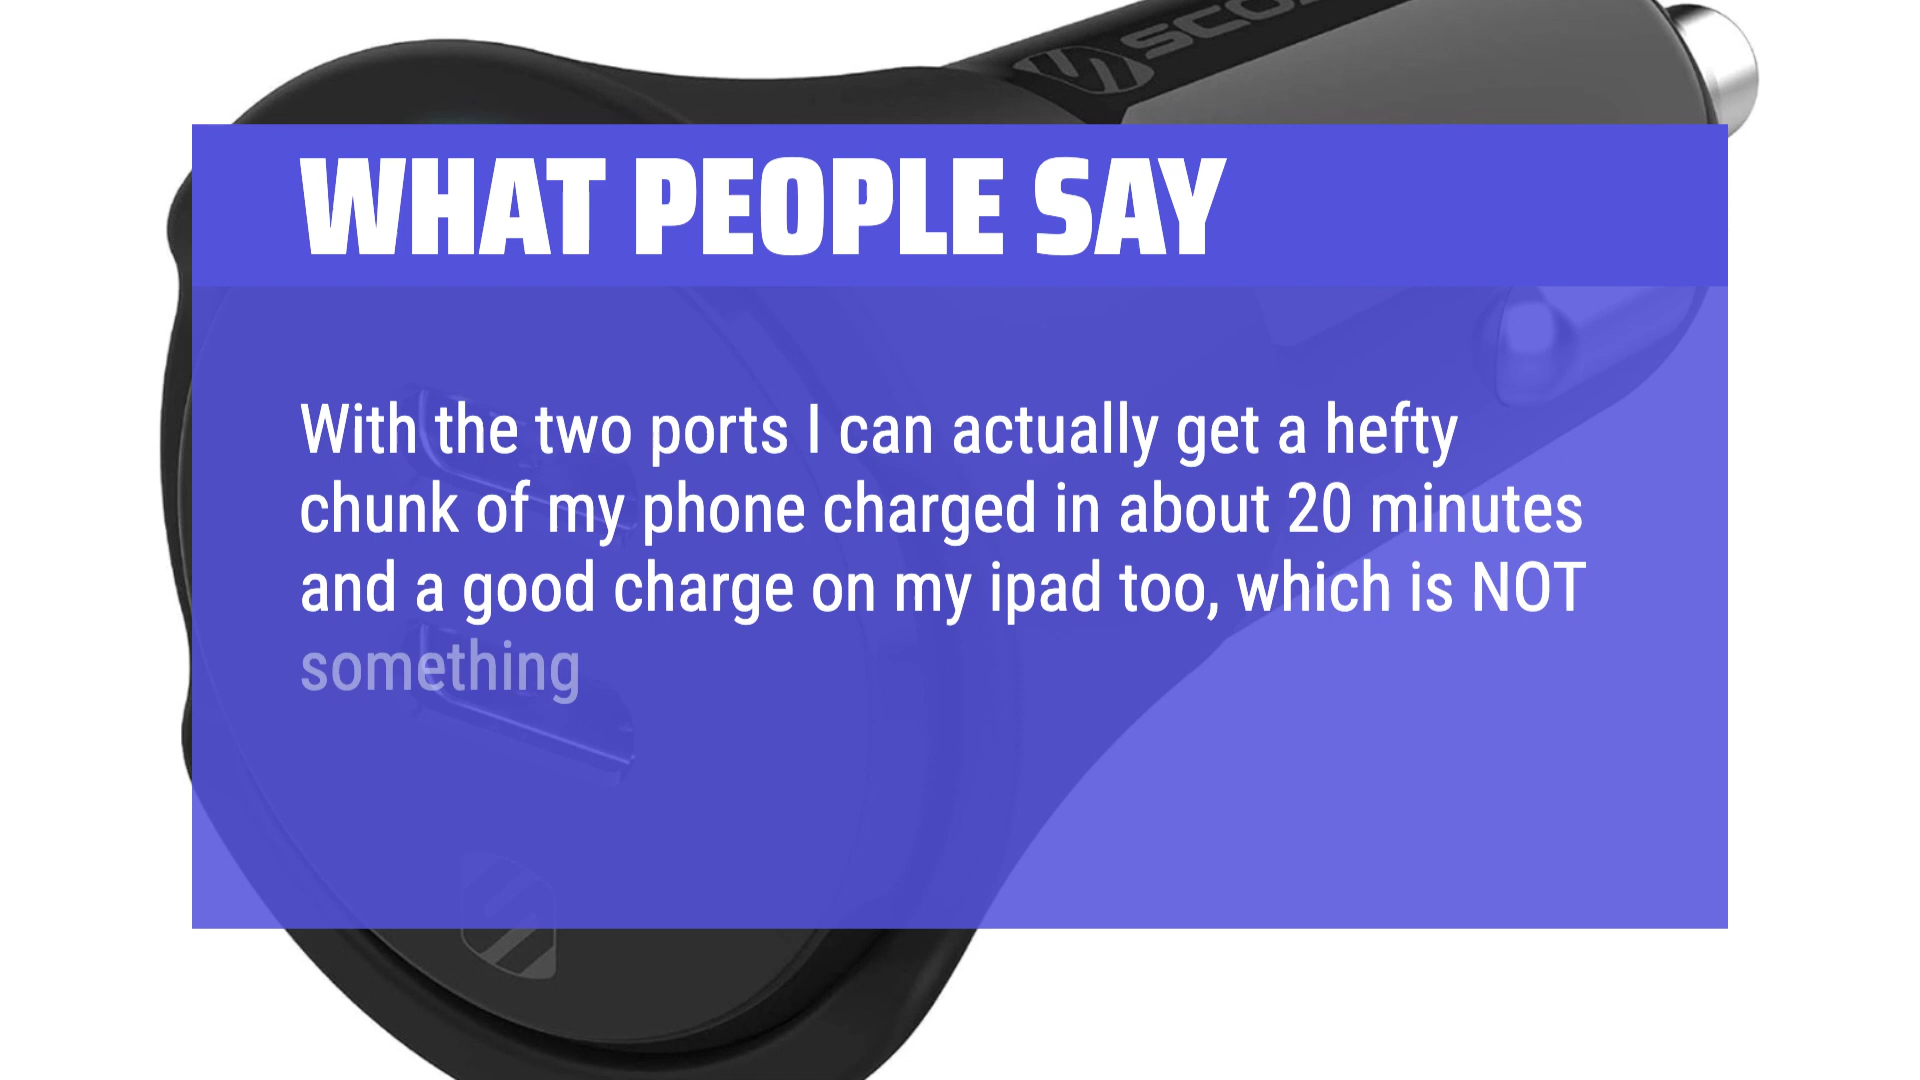 SCO
WHAT PEOPLE SAY
With the two ports I can actually get a hefty
chunk of my phone charged in about 20 minutes
and a good charge on my ipad too, which is NOT
something